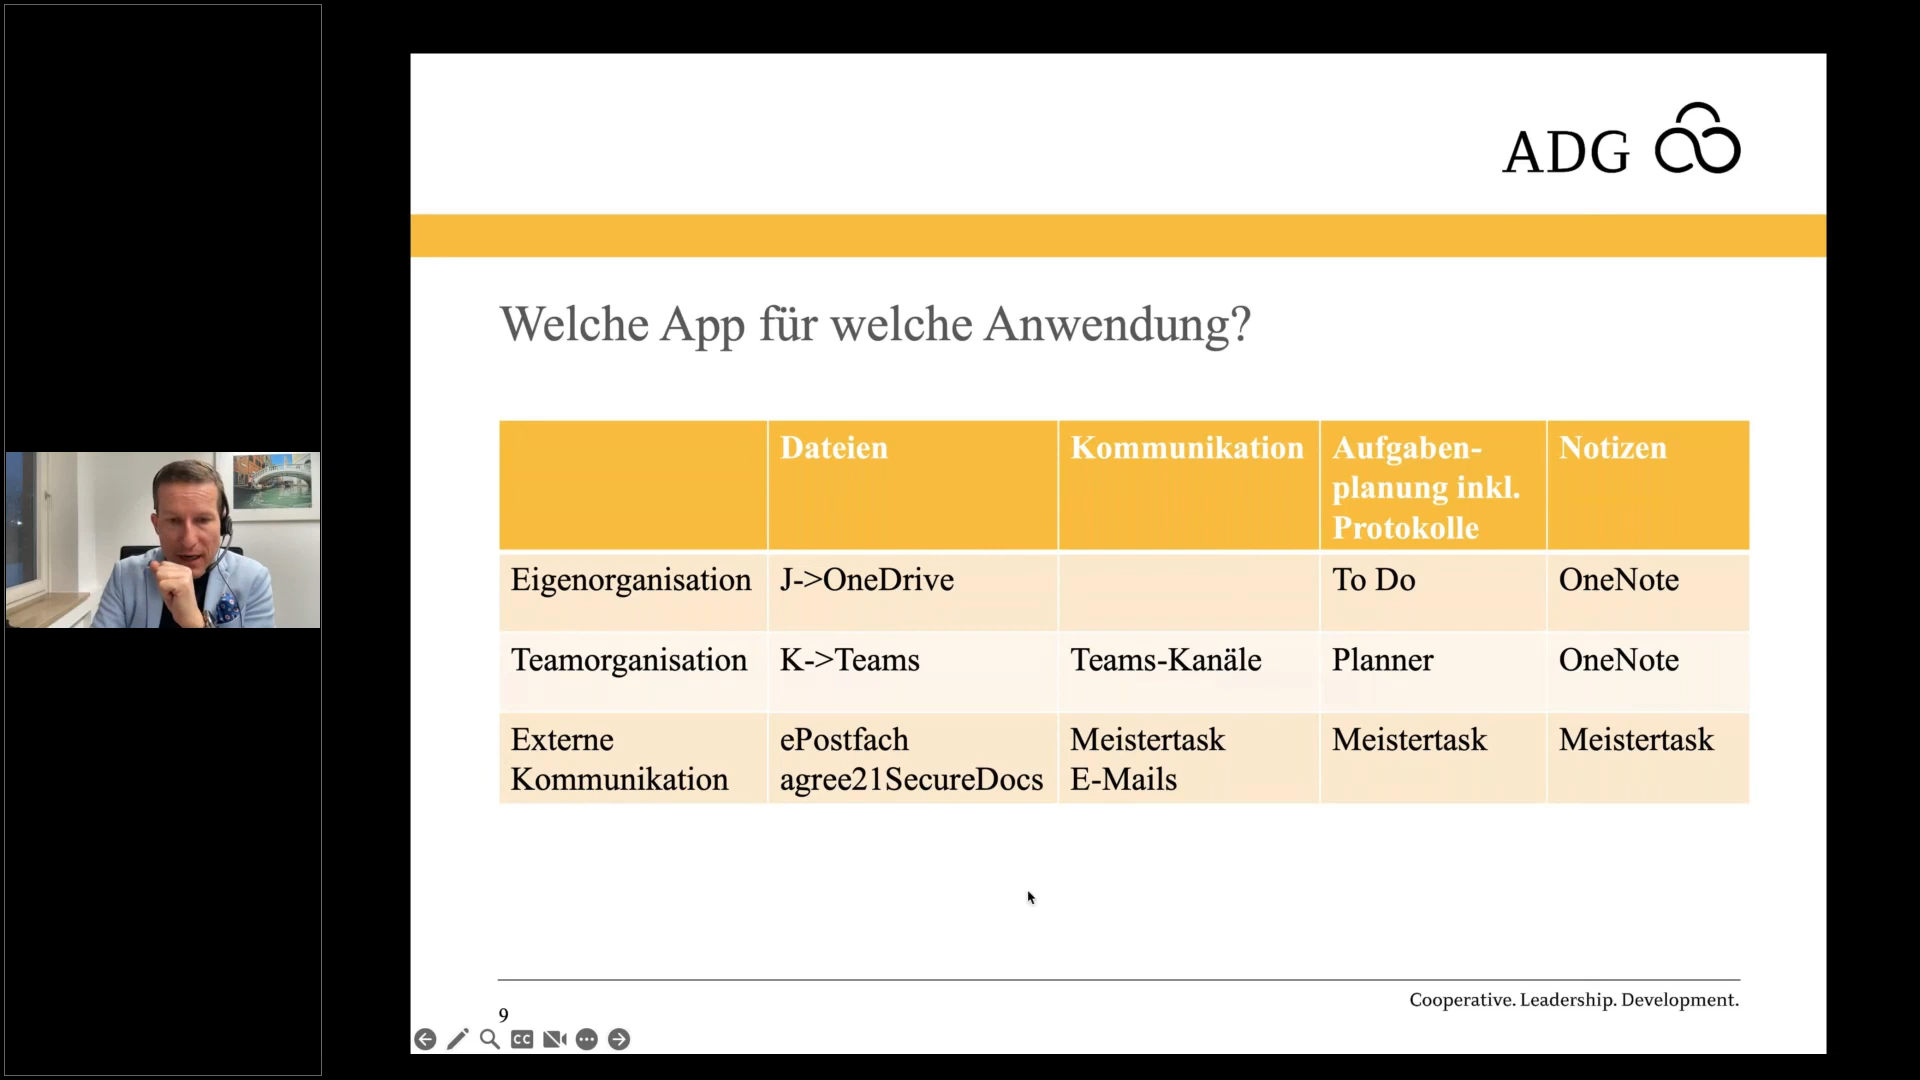 ADG
Welche App für welche Anwendung?
Dateien
Kommunikation
Aufgaben-
planung inkl.
Protokolle
Notizen
Eigenorganisation
J->OneDrive
To Do
OneNote
Teamorganisation
K->Teams
Teams-Kanäle
Planner
OneNote
Externe
Kommunikation
ePostfach
agree21SecureDocs
Meistertask
E-Mails
Meistertask
Meistertask
Cooperative. Leadership. Development.
9
CC